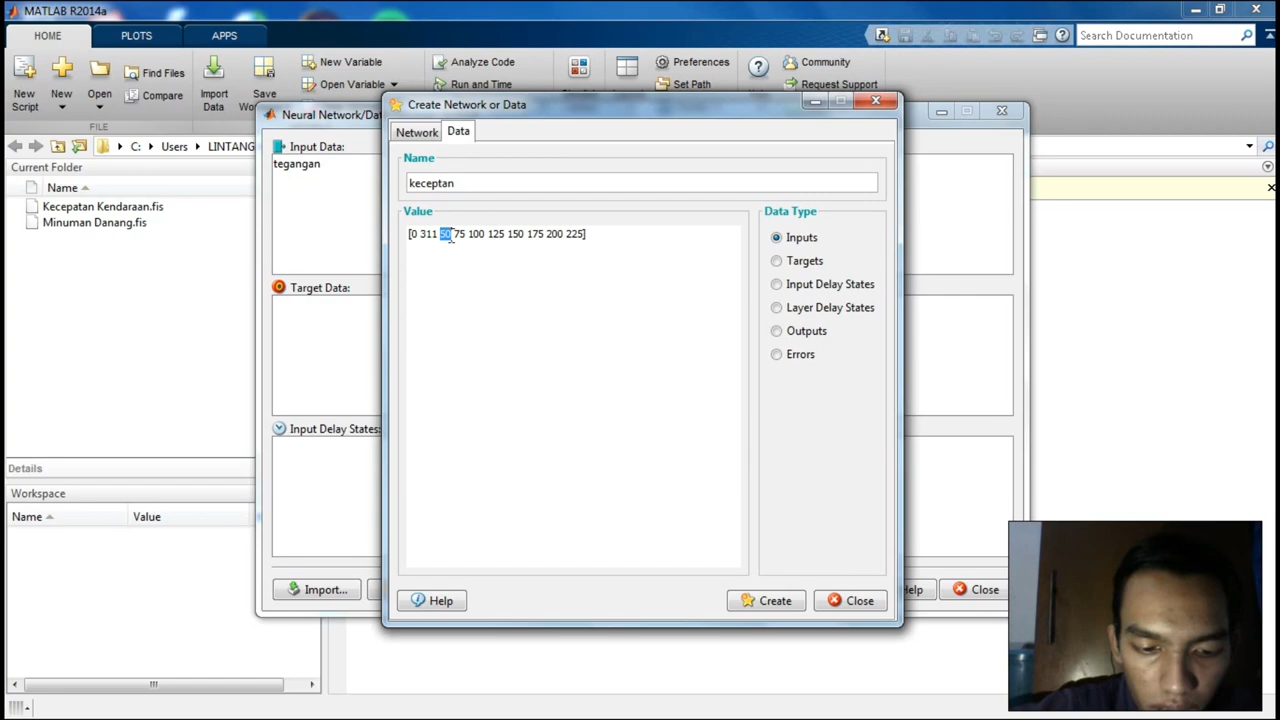 MATLAB R2014a
HOME PLOTS APPS
Search Documentation
New Script
New
Open
Find Files
Compare
Import Data
Save
New Variable
Open Variable
Analyze Code
Run and Time
Preferences
Set Path
Community
Request Support
FILE
C: Users LINTANG
Current Folder
Name
Kecepatan Kendaraan.fis
Minuman Danang.fis
Details
Workspace
Name Value
Neural Network/Da
Input Data:
tegangan
Target Data:
Input Delay States:
Import...
Help
Close
Create Network or Data
Network Data
Name
keceptan
Value
[0 311 50 75 100 125 150 175 200 225]
Data Type
Inputs
Targets
Input Delay States
Layer Delay States
Outputs
Errors
Help
Create
Close